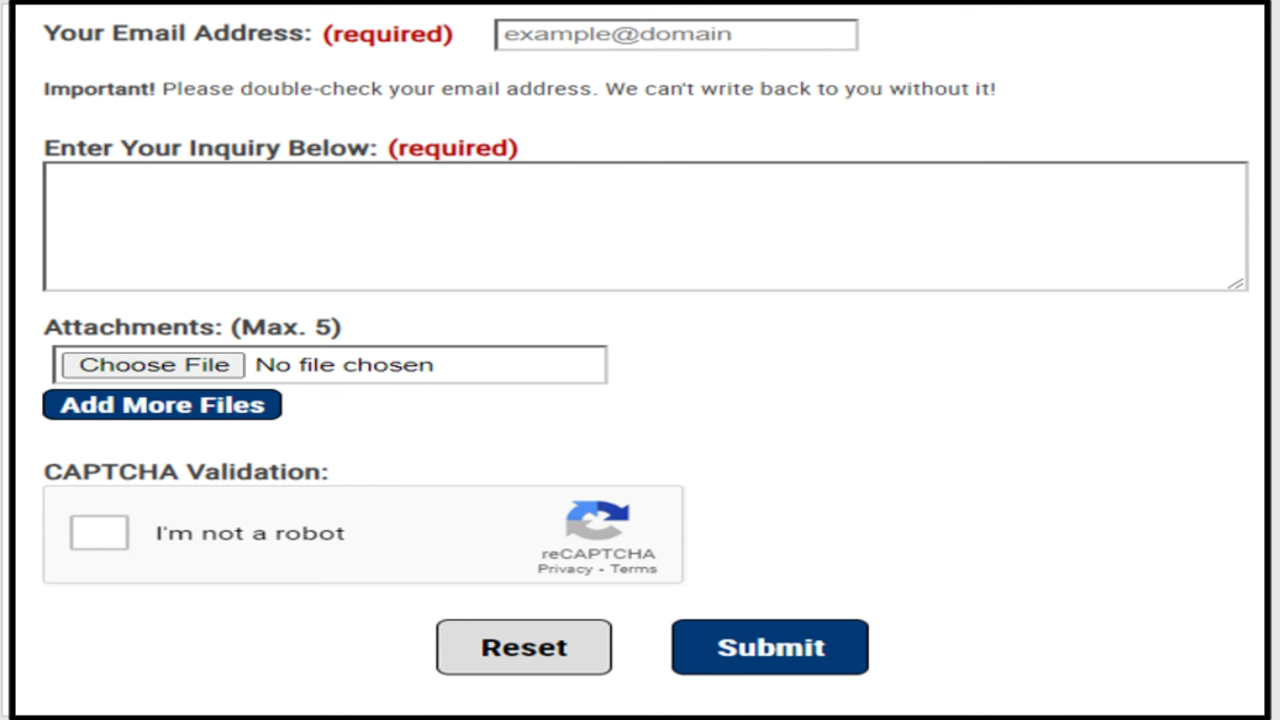 Your Email Address: (required) example@domain
Important! Please double-check your email address. We can't write back to you without it!
Enter Your Inquiry Below: (required)
Attachments: (Max. 5)
Choose File No file chosen
Add More Files
CAPTCHA Validation:
I'm not a robot
reCAPTCHA
Privacy - Terms
Reset Submit